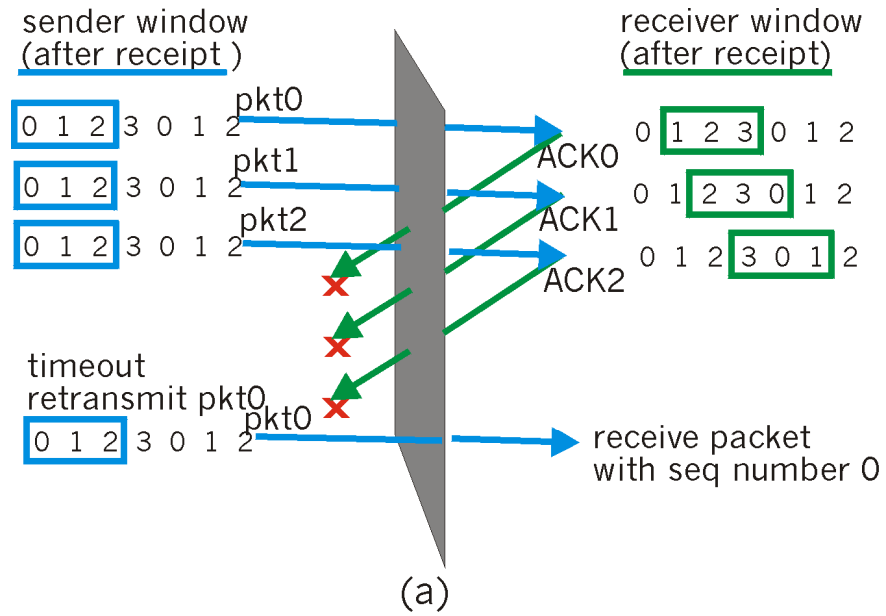 sender window
(after receipt )
receiver window
(after receipt)
0 1 2 3 0 1 2
pkt0
ACK0
0 1 2 3 0 1 2
0 1 2 3 0 1 2
pkt1
ACK1
0 1 2 3 0 1 2
0 1 2 3 0 1 2
pkt2
ACK2
0 1 2 3 0 1 2
timeout
retransmit pkt0
0 1 2 3 0 1 2
pkt0
receive packet
with seq number 0
(a)